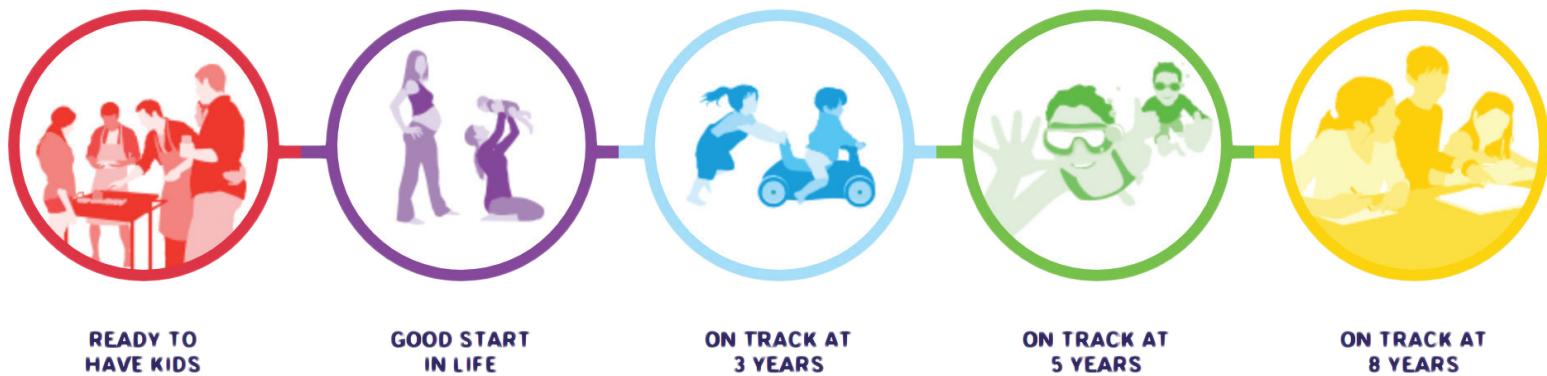 READY TO
HAVE KIDS
GOOD START
IN LIFE
ON TRACK AT
3 YEARS
ON TRACK AT
5 YEARS
ON TRACK AT
8 YEARS